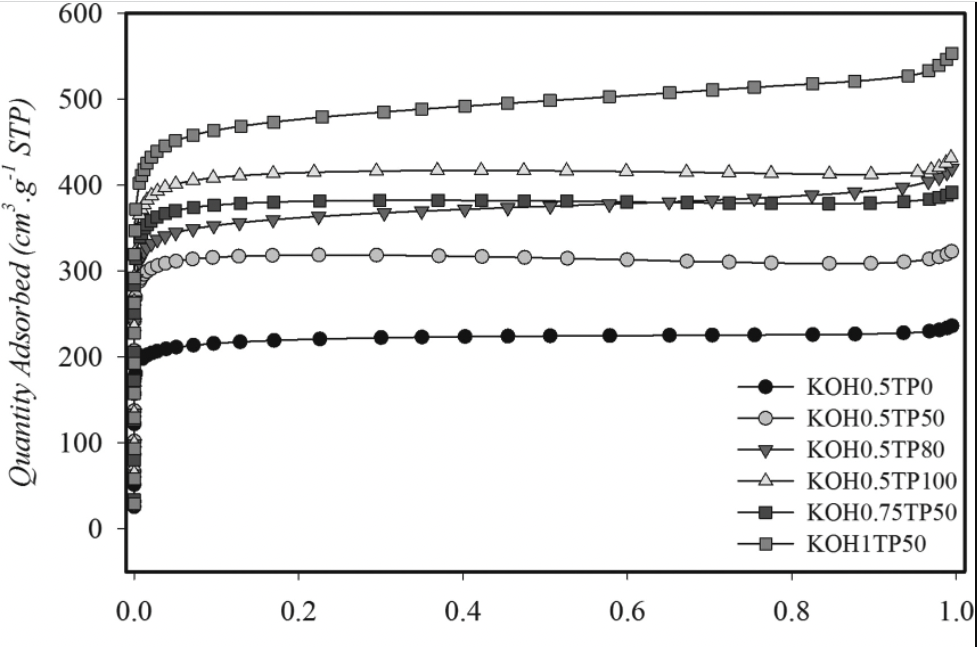 600
500
400
300
200
100
0
Quantity Adsorbed (cm³.g⁻¹ STP)
KOH0.5TP0
KOH0.5TP50
KOH0.5TP80
KOH0.5TP100
KOH0.75TP50
KOH1TP50
0.0 0.2 0.4 0.6 0.8 1.0